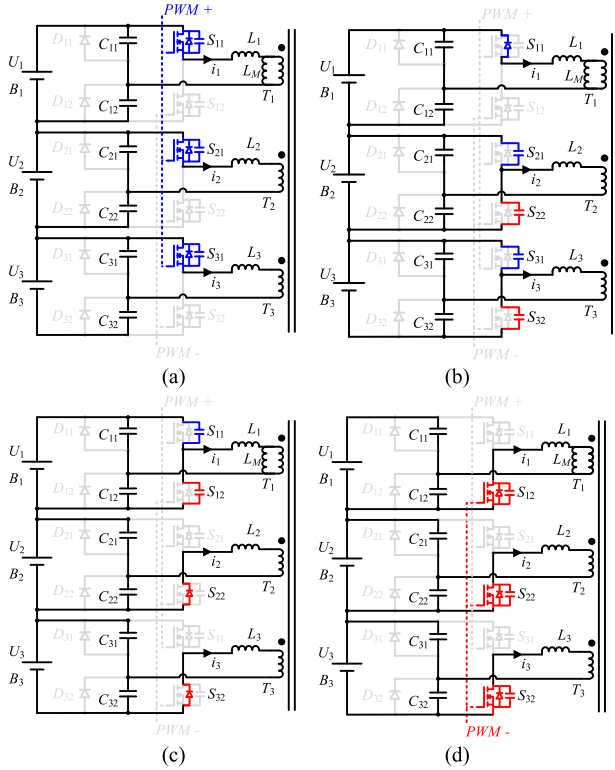 PWM +
D11 C11 S11 L1
U1 i1 LM
B1 D12 C12 S12 T1
D21 C21 S21 L2
U2 i2
B2 D22 C22 S22 T2
D31 C31 S31 L3
U3 i3
B3 D32 C32 S32 T3
PWM -
(a)
PWM +
D11 C11 S11 L1
U1 i1 LM
B1 D12 C12 S12 T1
D21 C21 S21 L2
U2 i2
B2 D22 C22 S22 T2
D31 C31 S31 L3
U3 i3
B3 D32 C32 S32 T3
PWM -
(b)
PWM +
D11 C11 S11 L1
U1 i1 LM
B1 D12 C12 S12 T1
D21 C21 S21 L2
U2 i2
B2 D22 C22 S22 T2
D31 C31 S31 L3
U3 i3
B3 D32 C32 S32 T3
PWM -
(c)
PWM +
D11 C11 S11 L1
U1 i1 LM
B1 D12 C12 S12 T1
D21 C21 S21 L2
U2 i2
B2 D22 C22 S22 T2
D31 C31 S31 L3
U3 i3
B3 D32 C32 S32 T3
PWM -
(d)